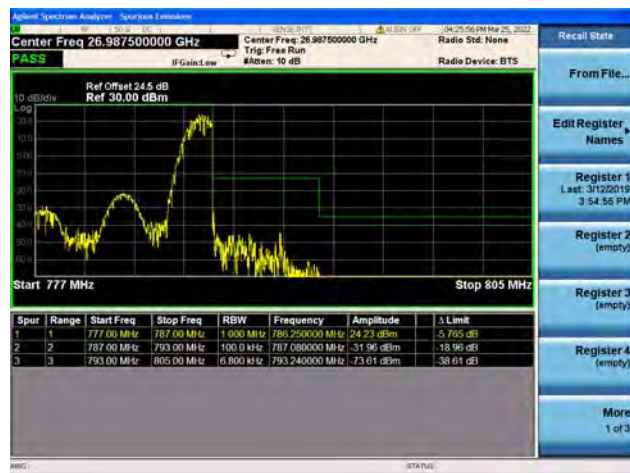 Agilent Spectrum Analyzer Spurious Emissions
RF 50 Ω DC SENSE:INT ALIGN OFF 04:25:56 PM Mar 25, 2022
Center Freq 26.987500000 GHz
Center Freq: 26.987500000 GHz
Radio Std: None
Trig: Free Run
PASS
IFGain:Low
#Atten: 10 dB
Radio Device: BTS
Ref Offset 24.5 dB
10 dB/div Ref 30.00 dBm
Log
Start 777 MHz
Stop 805 MHz
Spur Range Start Freq Stop Freq RBW Frequency Amplitude Δ Limit
1 1 777.00 MHz 787.00 MHz 1.000 MHz 786.250000 MHz 24.23 dBm -5.765 dB
2 2 787.00 MHz 793.00 MHz 100.0 kHz 787.080000 MHz -31.96 dBm -18.96 dB
3 3 793.00 MHz 805.00 MHz 6.800 kHz 793.240000 MHz -73.61 dBm -38.61 dB
MSG
STATUS
Recall State
From File...
Edit Register
Names
Register 1
Last: 3/12/2019
3:54:55 PM
Register 2
(empty)
Register 3
(empty)
Register 4
(empty)
More
1 of 3